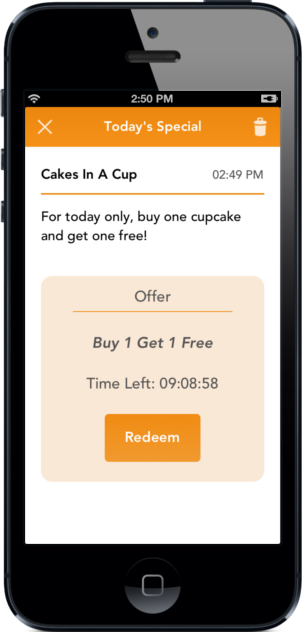 2:50 PM
Today's Special
Cakes In A Cup 02:49 PM
For today only, buy one cupcake
and get one free!
Offer
Buy 1 Get 1 Free
Time Left: 09:08:58
Redeem